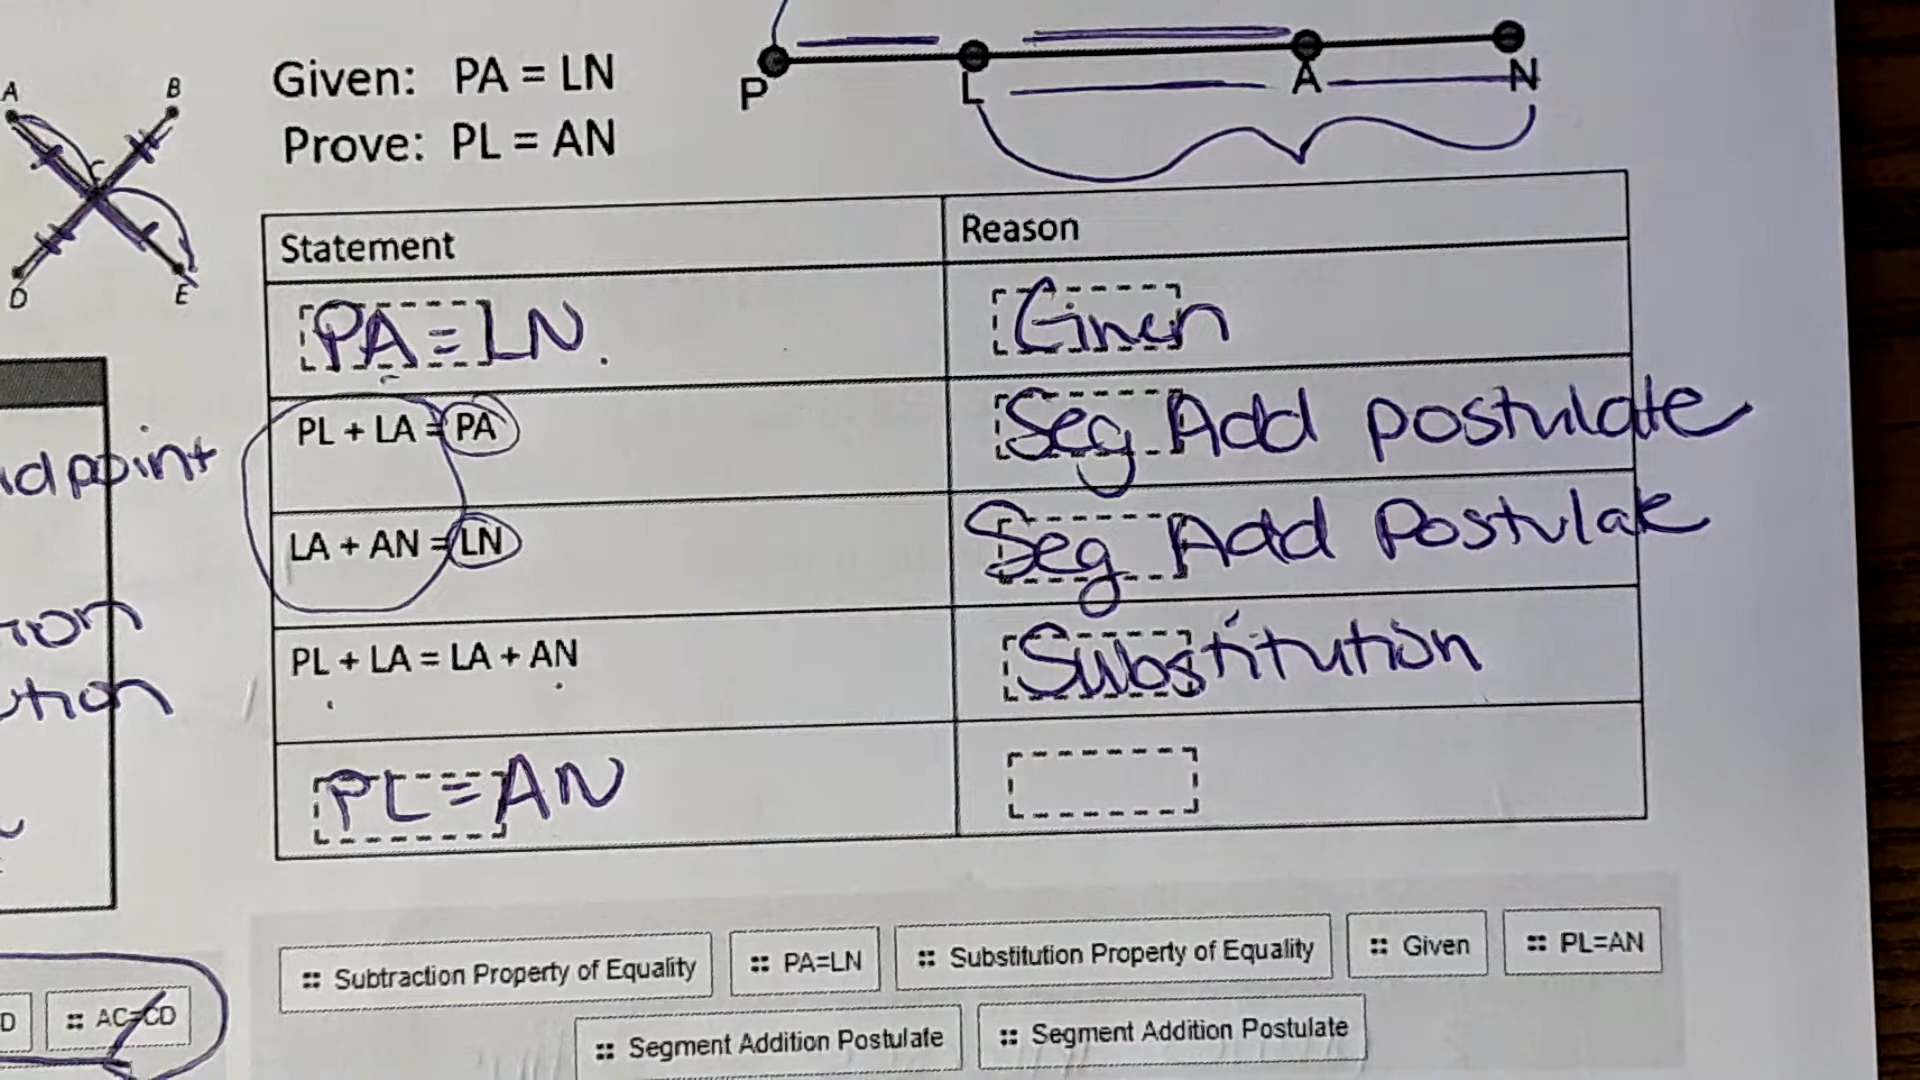 A B
C
D E
Given: PA = LN
Prove: PL = AN
P L A N
Statement Reason
PA = LN. Given
PL + LA = PA Seg Add postulate
LA + AN = LN Seg Add Postulate
PL + LA = LA + AN Substitution
PL = AN
:: Subtraction Property of Equality :: PA=LN :: Substitution Property of Equality :: Given :: PL=AN
:: Segment Addition Postulate :: Segment Addition Postulate
D :: AC=CD